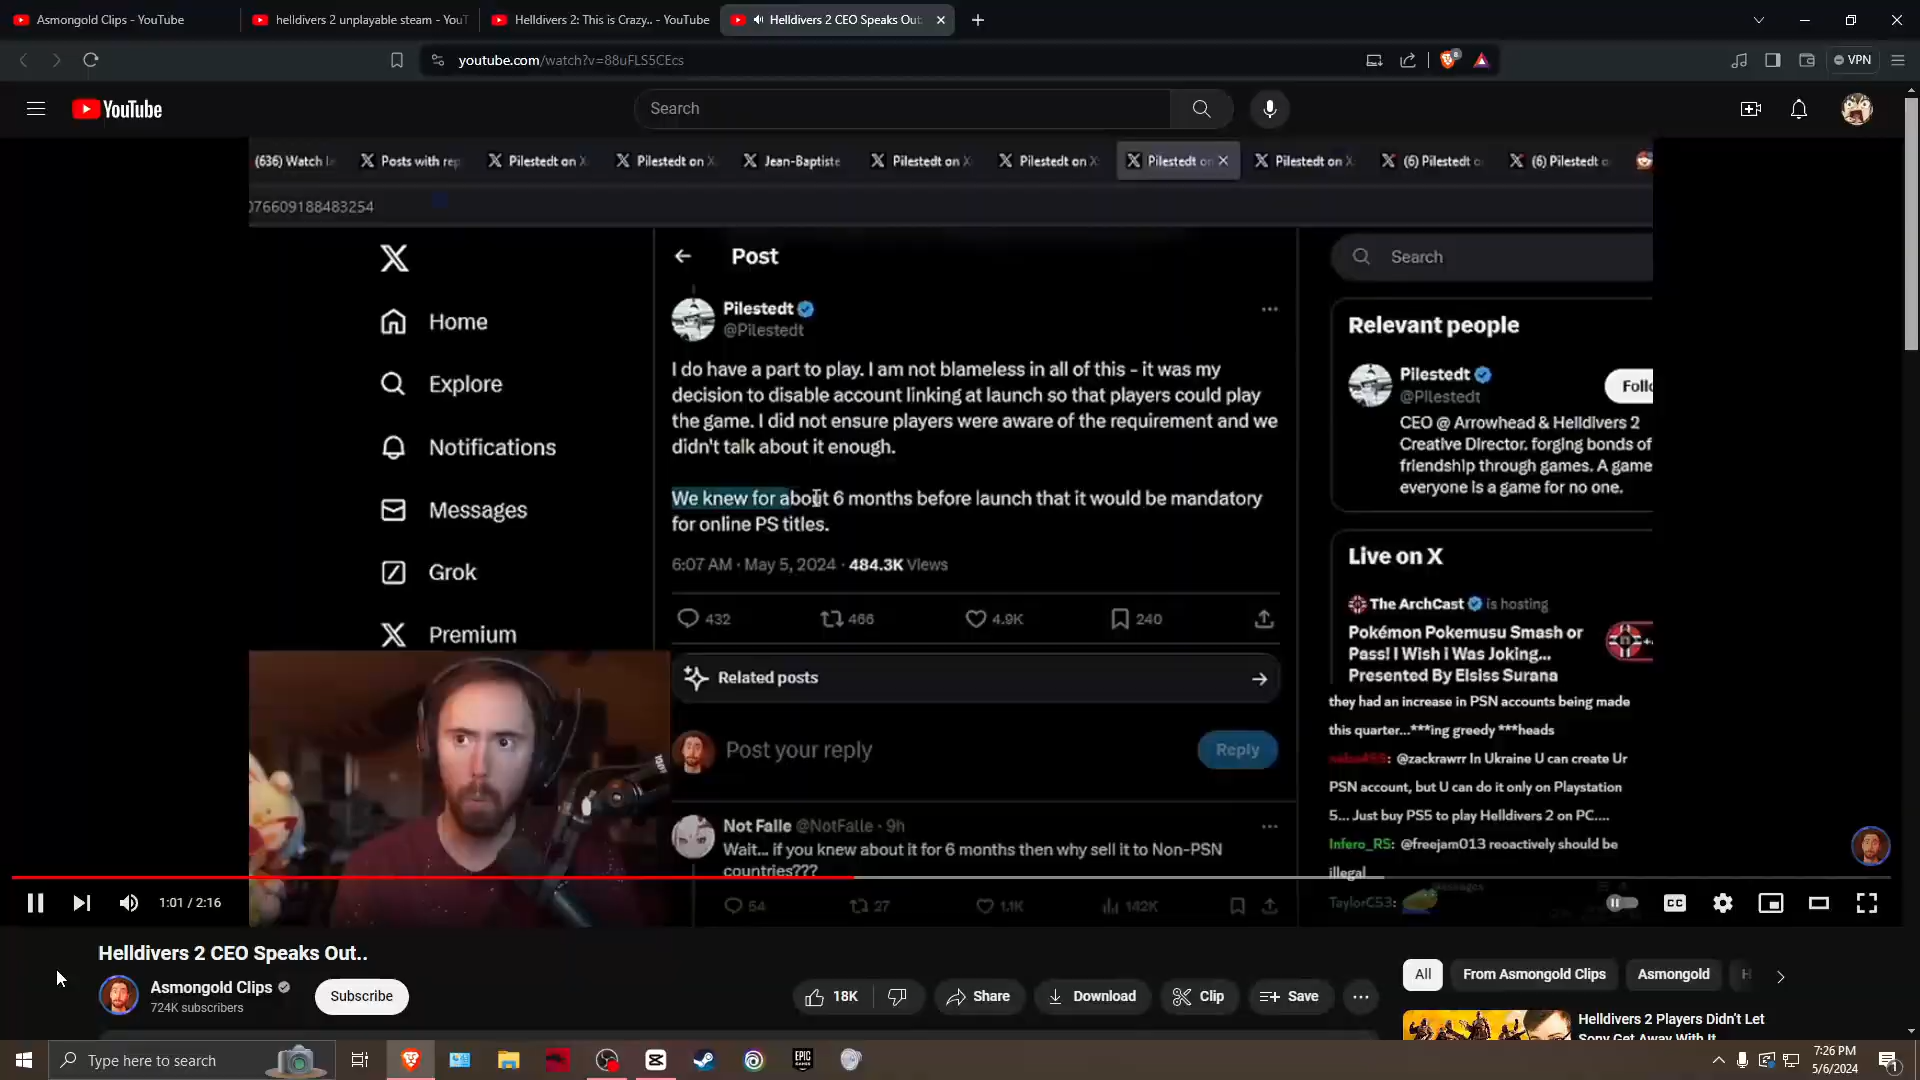 Asmongold Clips - YouTube
helldivers 2 unplayable steam - YouT
Helldivers 2: This is Crazy.. - YouTube
Helldivers 2 CEO Speaks Out
youtube.com/watch?v=88uFLS5CEcs
VPN
YouTube
Search
(636) Watch
Posts with rep
Pilestedt on X
Pilestedt on X
Jean-Baptiste
Pilestedt on X
Pilestedt on X
Pilestedt on
Pilestedt on X
(6) Pilestedt o
(6) Pilestedt o
076609188483254
Home
Explore
Notifications
Messages
Grok
Premium
Post
Pilestedt
@Pilestedt
I do have a part to play. I am not blameless in all of this - it was my
decision to disable account linking at launch so that players could play
the game. I did not ensure players were aware of the requirement and we
didn't talk about it enough.
We knew for about 6 months before launch that it would be mandatory
for online PS titles.
6:07 AM · May 5, 2024 · 484.3K Views
432
466
4.9K
240
Related posts
Post your reply
Reply
Not Falle @NotFalle · 9h
Wait... if you knew about it for 6 months then why sell it to Non-PSN
countries???
54
27
1.1K
142K
Search
Relevant people
Pilestedt
@Pilestedt
Follo
CEO @ Arrowhead & Helldivers 2
Creative Director. forging bonds of
friendship through games. A game
everyone is a game for no one.
Live on X
The ArchCast is hosting
Pokémon Pokemusu Smash or
Pass! I Wish i Was Joking...
Presented By Elsiss Surana
they had an increase in PSN accounts being made
this quarter...***ing greedy ***heads
@zackrawrr In Ukraine U can create Ur
PSN account, but U can do it only on Playstation
5... Just buy PS5 to play Helldivers 2 on PC....
Infero_RS: @freejam013 reoactively should be
illegal
TaylorC53:
1:01 / 2:16
CC
Helldivers 2 CEO Speaks Out..
Asmongold Clips
724K subscribers
Subscribe
18K
Share
Download
Clip
Save
All
From Asmongold Clips
Asmongold
H
Helldivers 2 Players Didn't Let
Sony Get Away With It
Type here to search
EPIC
GAMES
7:26 PM
5/6/2024
1